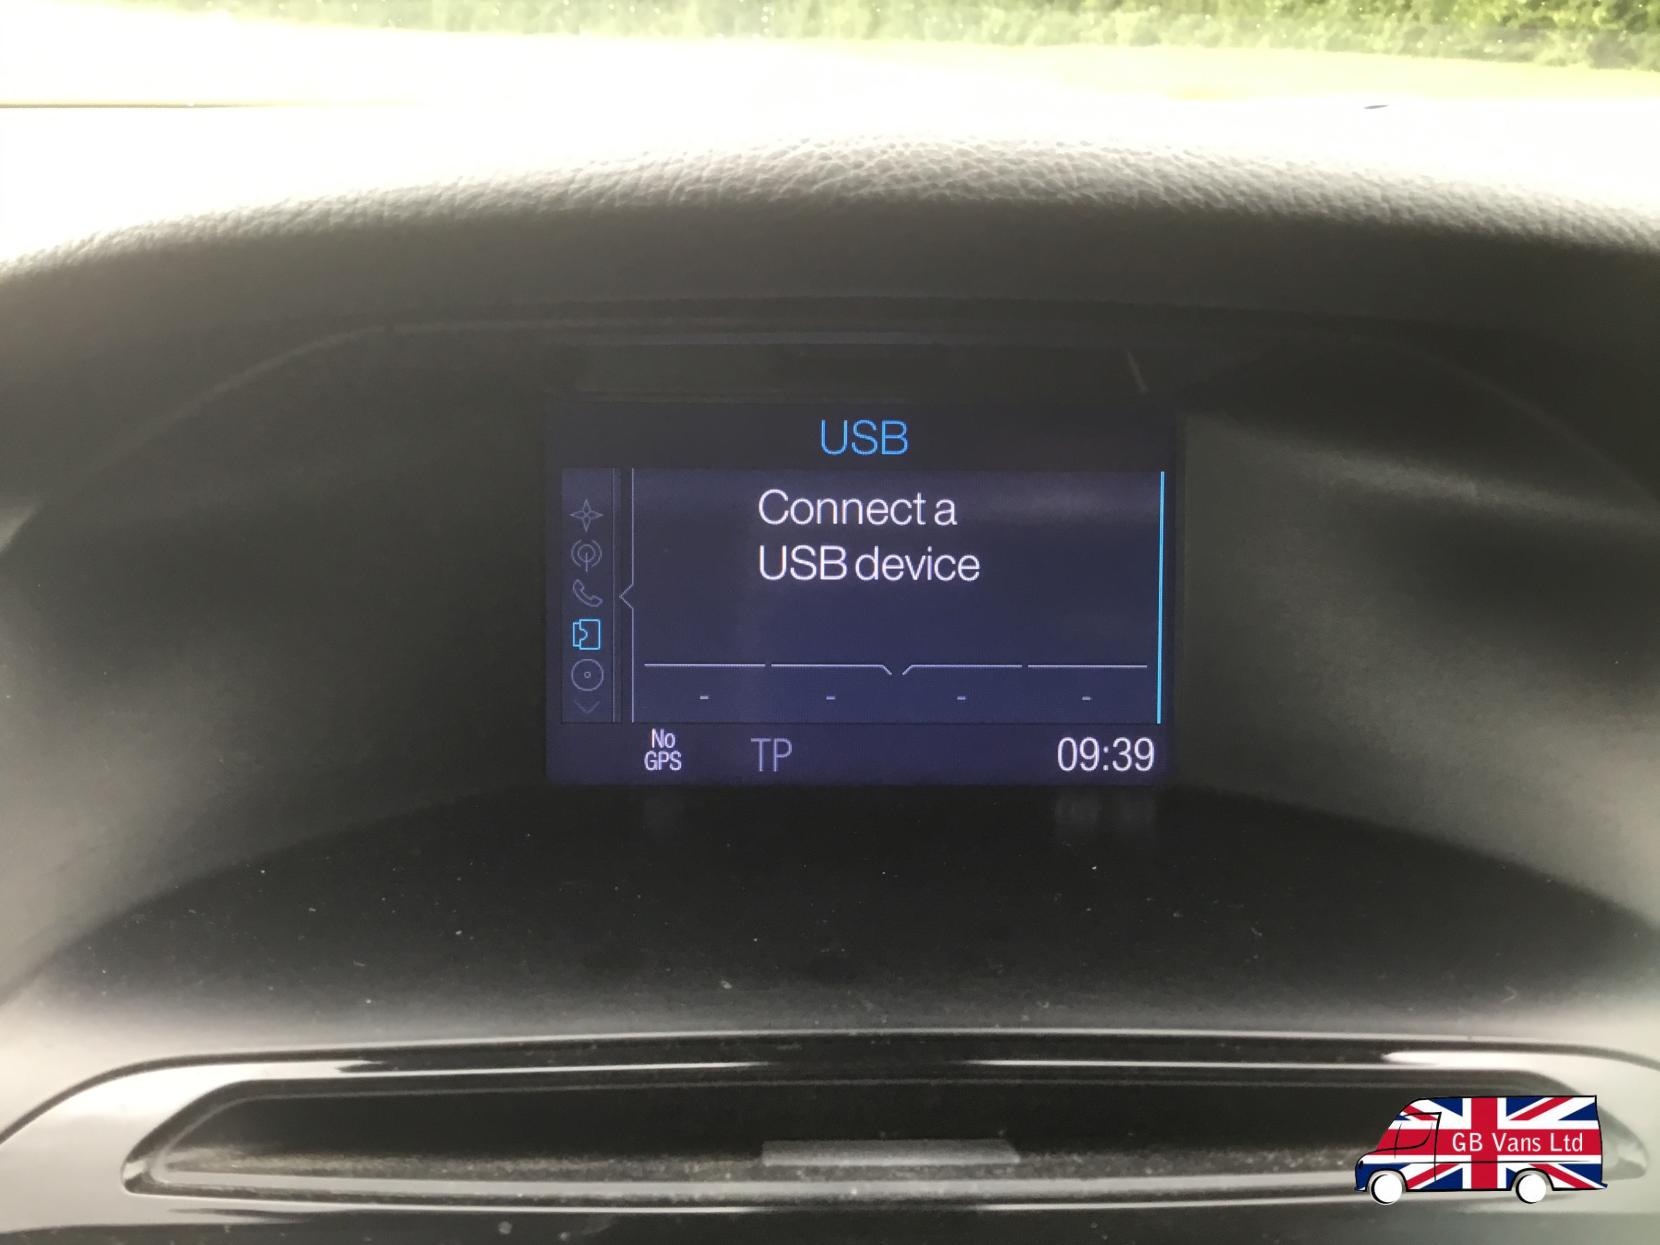 USB
Connect a
USB device
- - - -
No
GPS
TP
09:39
GB Vans Ltd